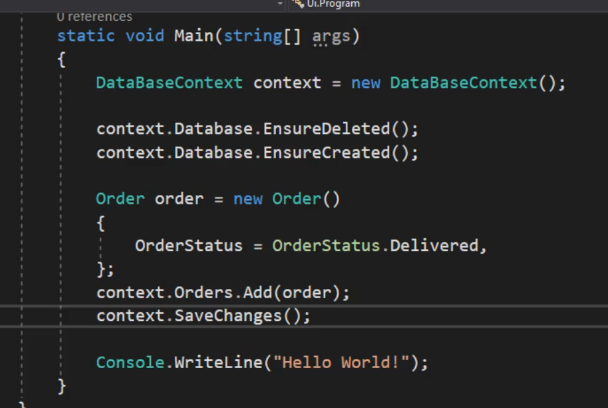 Ui.Program
0 references
static void Main(string[] args)
{
DataBaseContext context = new DataBaseContext();
context.Database.EnsureDeleted();
context.Database.EnsureCreated();
Order order = new Order()
{
OrderStatus = OrderStatus.Delivered,
};
context.Orders.Add(order);
context.SaveChanges();
Console.WriteLine("Hello World!");
}
}